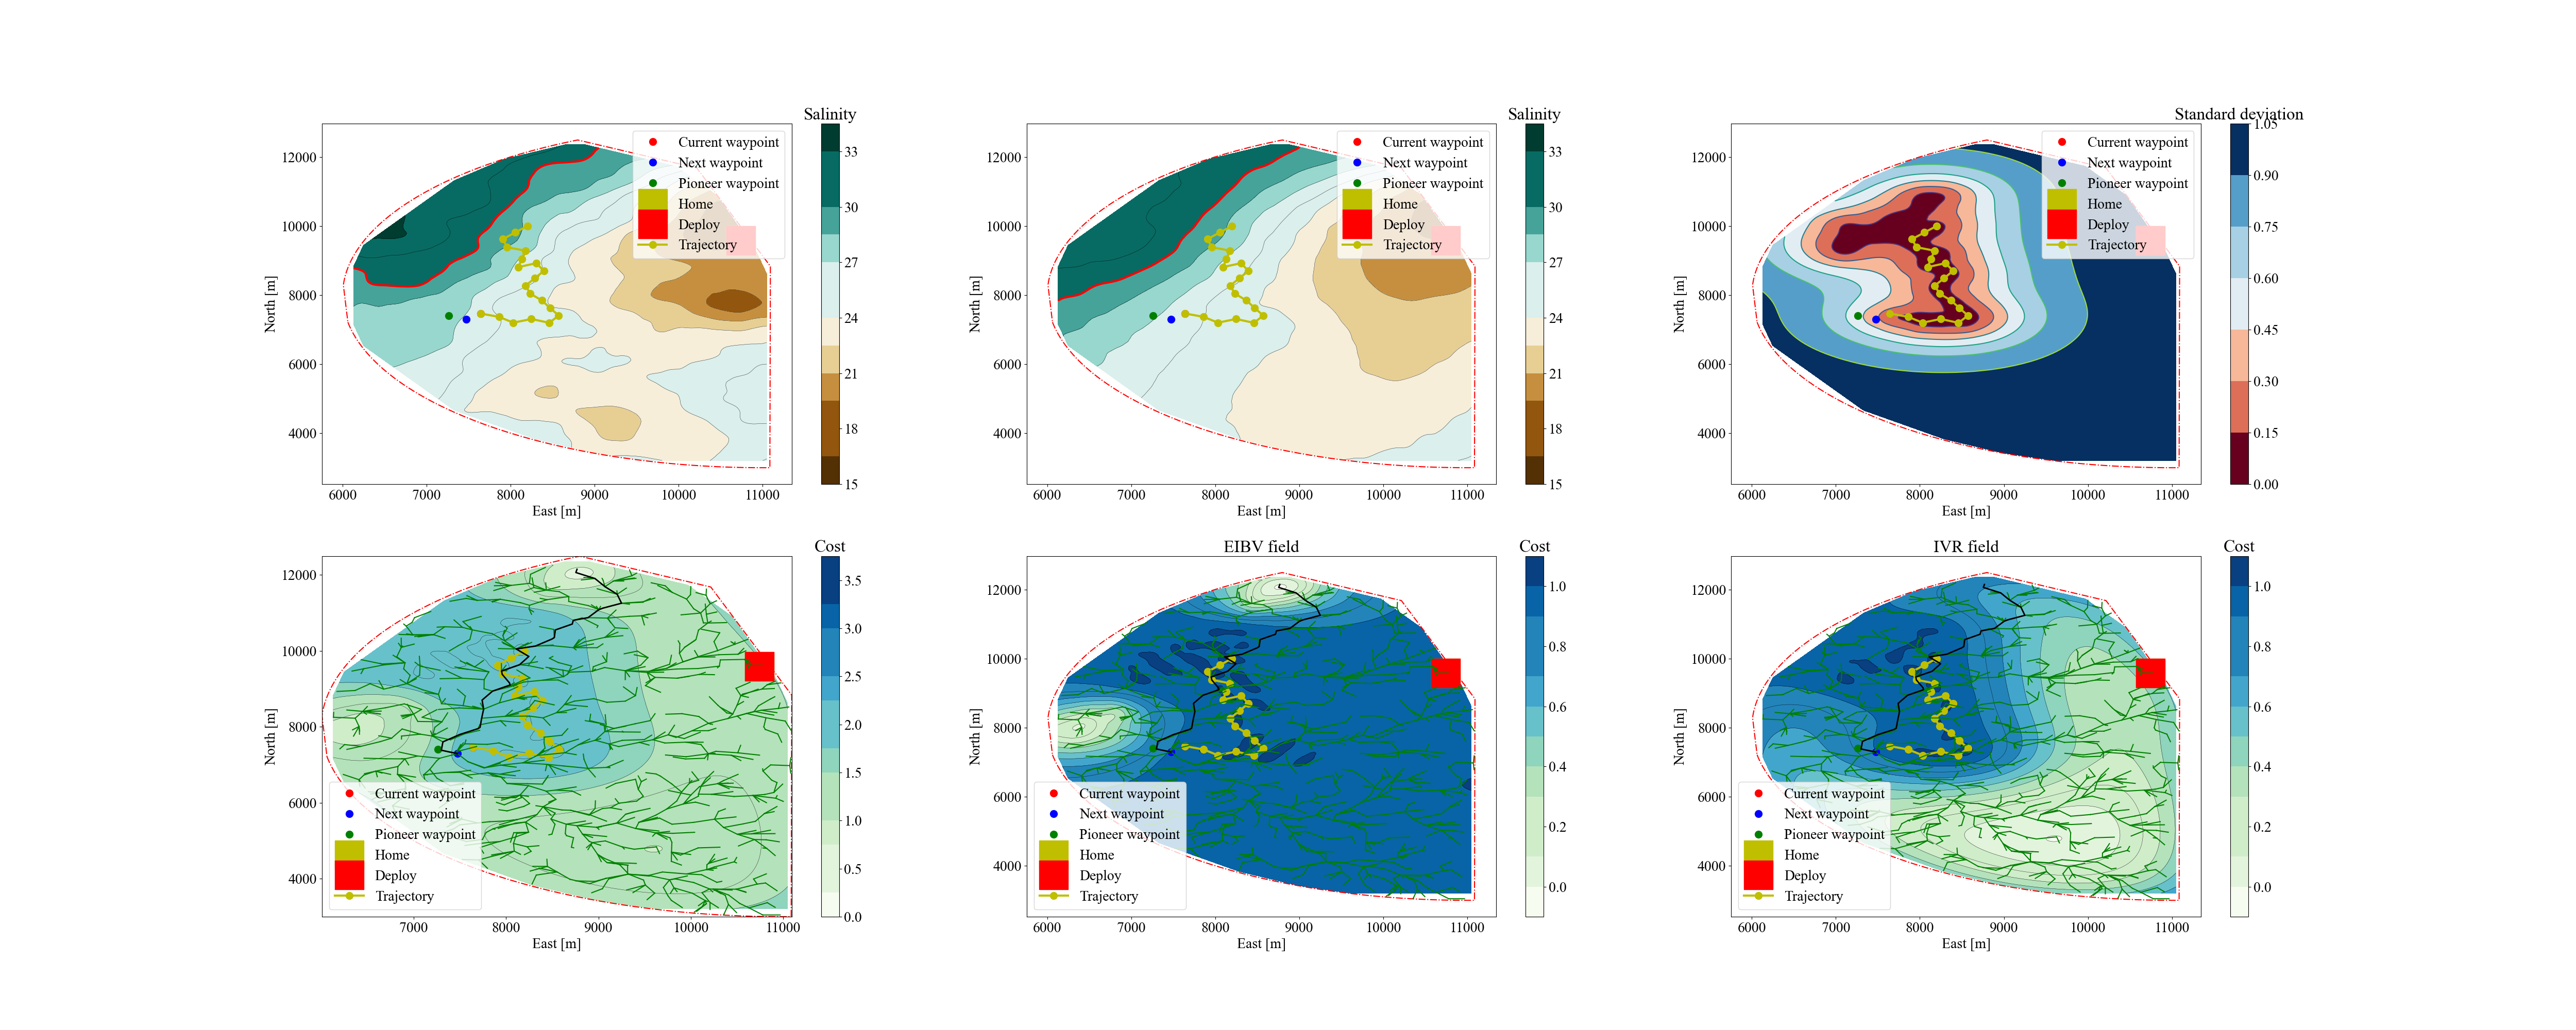 Salinity
Current waypoint
Next waypoint
Pioneer waypoint
Home
Deploy
Trajectory
12000
10000
8000
6000
4000
North [m]
6000 7000 8000 9000 10000 11000
East [m]
33
30
27
24
21
18
15
Salinity
Current waypoint
Next waypoint
Pioneer waypoint
Home
Deploy
Trajectory
12000
10000
8000
6000
4000
North [m]
6000 7000 8000 9000 10000 11000
East [m]
33
30
27
24
21
18
15
Standard deviation
Current waypoint
Next waypoint
Pioneer waypoint
Home
Deploy
Trajectory
12000
10000
8000
6000
4000
North [m]
6000 7000 8000 9000 10000 11000
East [m]
1.05
0.90
0.75
0.60
0.45
0.30
0.15
0.00
Cost
12000
10000
8000
6000
4000
North [m]
Current waypoint
Next waypoint
Pioneer waypoint
Home
Deploy
Trajectory
7000 8000 9000 10000 11000
East [m]
3.5
3.0
2.5
2.0
1.5
1.0
0.5
0.0
EIBV field
Cost
12000
10000
8000
6000
4000
North [m]
Current waypoint
Next waypoint
Pioneer waypoint
Home
Deploy
Trajectory
6000 7000 8000 9000 10000 11000
East [m]
1.0
0.8
0.6
0.4
0.2
0.0
IVR field
Cost
12000
10000
8000
6000
4000
North [m]
Current waypoint
Next waypoint
Pioneer waypoint
Home
Deploy
Trajectory
6000 7000 8000 9000 10000 11000
East [m]
1.0
0.8
0.6
0.4
0.2
0.0